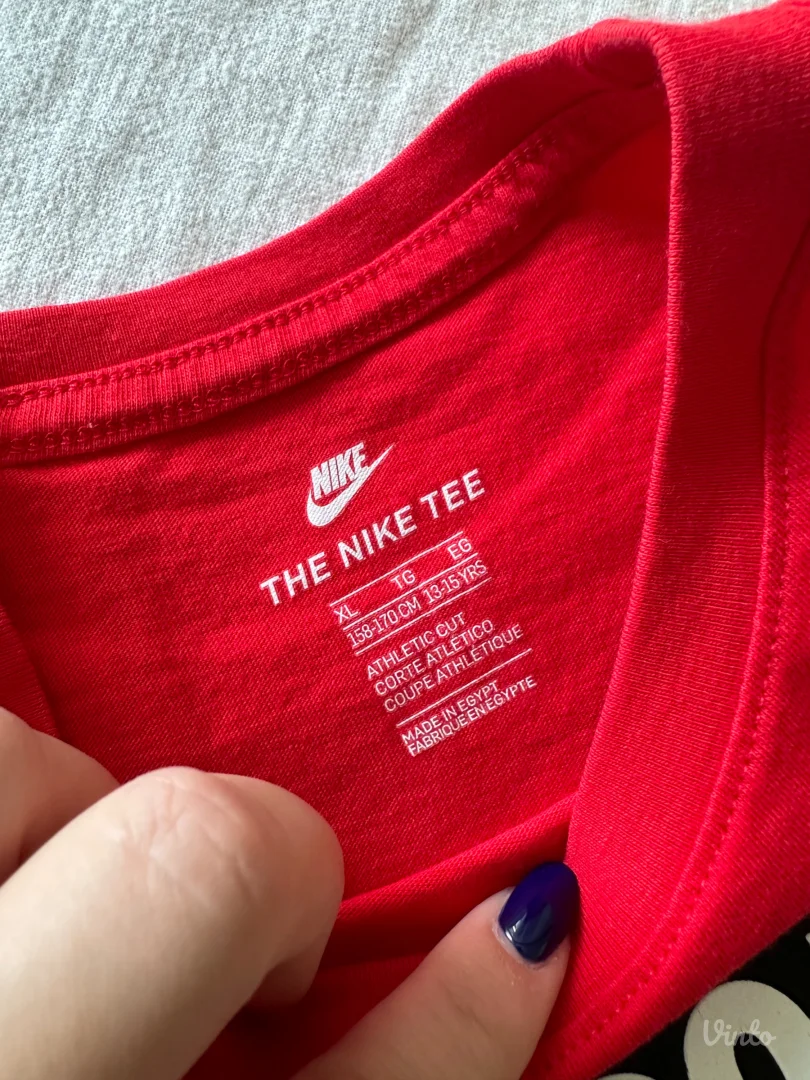 NIKE
THE NIKE TEE
XL TG EG
158-170 CM 13-15 YRS
ATHLETIC CUT
CORTE ATLÉTICO
COUPE ATHLÉTIQUE
MADE IN EGYPT
FABRIQUÉ EN EGYPTE
Vinto